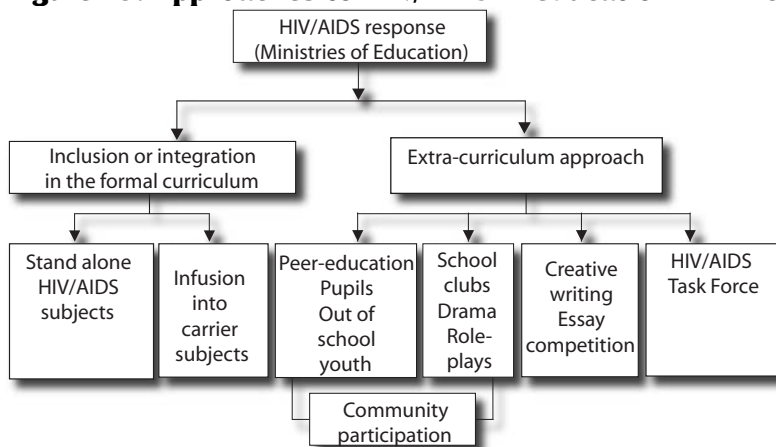 HIV/AIDS response
(Ministries of Education)
Inclusion or integration
in the formal curriculum
Extra-curriculum approach
Stand alone
HIV/AIDS
subjects
Infusion
into
carrier
subjects
Peer-education
Pupils
Out of
school
youth
School
clubs
Drama
Role-
plays
Creative
writing
Essay
competition
HIV/AIDS
Task Force
Community
participation